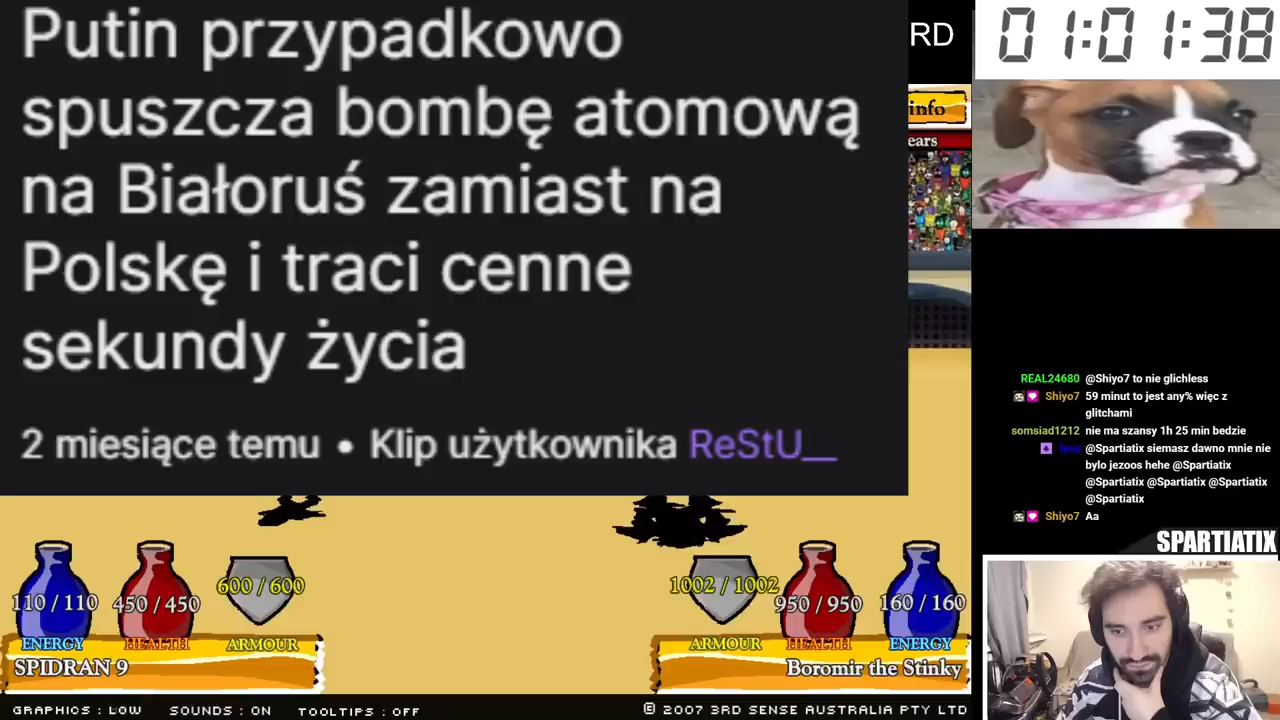 Putin przypadkowo
spuszcza bombę atomową
na Białoruś zamiast na
Polskę i traci cenne
sekundy życia
2 miesiące temu • Klip użytkownika ReStU__
RD
01:01:38
info
ears
REAL24680 @Shiyo7 to nie glichless
Shiyo7 59 minut to jest any% więc z
glitchami
somsiad1212 nie ma szansy 1h 25 min bedzie
@Spartiatix siemasz dawno mnie nie
bylo jezoos hehe @Spartiatix
@Spartiatix @Spartiatix @Spartiatix
@Spartiatix
Shiyo7 Aa
SPARTIATIX
110 / 110
450 / 450
600 / 600
1002 / 1002
950 / 950
160 / 160
ENERGY
HEALTH
ARMOUR
ARMOUR
HEALTH
ENERGY
SPIDRAN 9
Boromir the Stinky
GRAPHICS : LOW
SOUNDS : ON
TOOLTIPS : OFF
© 2007 3RD SENSE AUSTRALIA PTY LTD